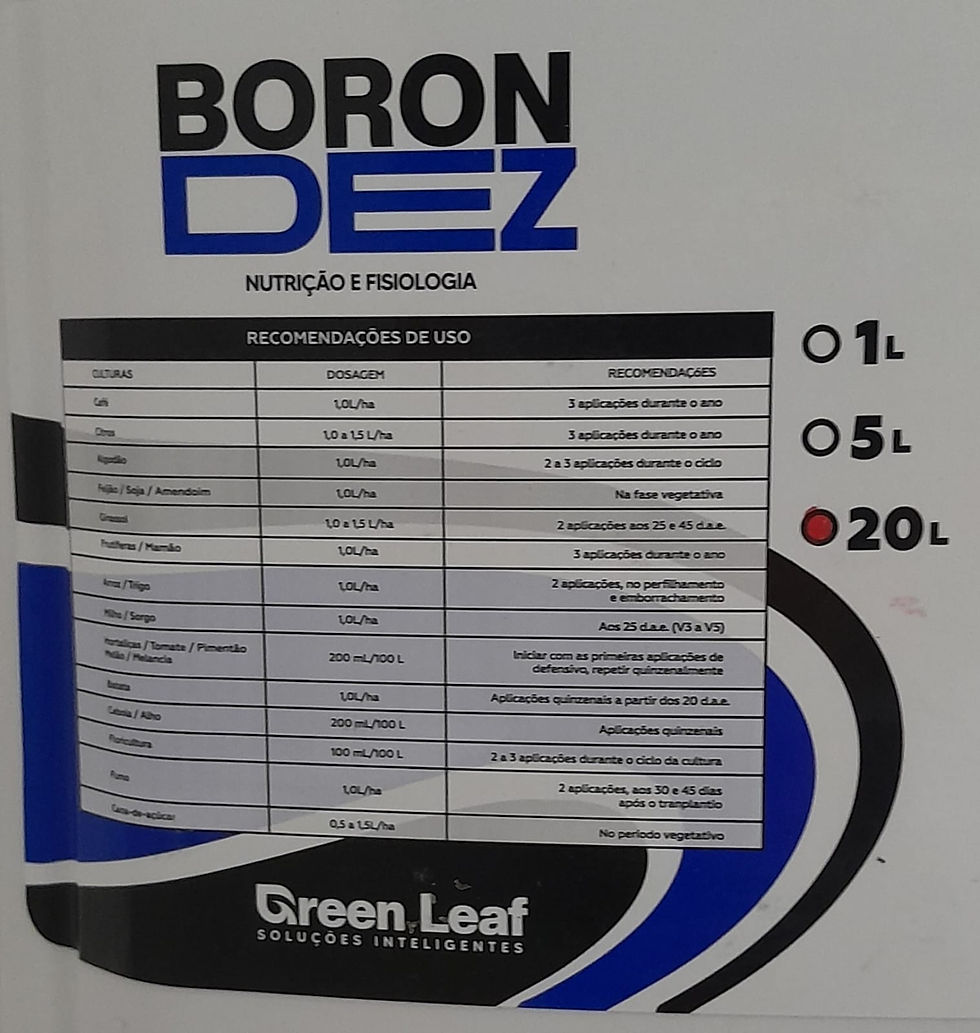 BORON
DEZ
NUTRIÇÃO E FISIOLOGIA
RECOMENDAÇÕES DE USO
CULTURAS DOSAGEM RECOMENDAÇÕES
Café 1,0L/ha 3 aplicações durante o ano
Citros 1,0 a 1,5 L/ha 3 aplicações durante o ano
Algodão 1,0L/ha 2 a 3 aplicações durante o ciclo
Feijão / Soja / Amendoim 1,0L/ha Na fase vegetativa
Girassol 1,0 a 1,5 L/ha 2 aplicações aos 25 e 45 d.a.e.
Frutíferas / Mamão 1,0L/ha 3 aplicações durante o ano
Arroz / Trigo 1,0L/ha 2 aplicações, no perfilhamento
e emborrachamento
Milho / Sorgo 1,0L/ha Aos 25 d.a.e. (V3 a V5)
Hortaliças / Tomate / Pimentão
Melão / Melancia 200 mL/100 L Iniciar com as primeiras aplicações de
defensivo, repetir quinzenalmente
Batata 1,0L/ha Aplicações quinzenais a partir dos 20 d.a.e.
Cebola / Alho 200 mL/100 L Aplicações quinzenais
Floricultura 100 mL/100 L 2 a 3 aplicações durante o ciclo da cultura
Fumo 1,0L/ha 2 aplicações, aos 30 e 45 dias
após o tranplantio
Cana-de-açúcar 0,5 a 1,5L/ha No período vegetativo
1L
5L
20L
Green Leaf
SOLUÇÕES INTELIGENTES